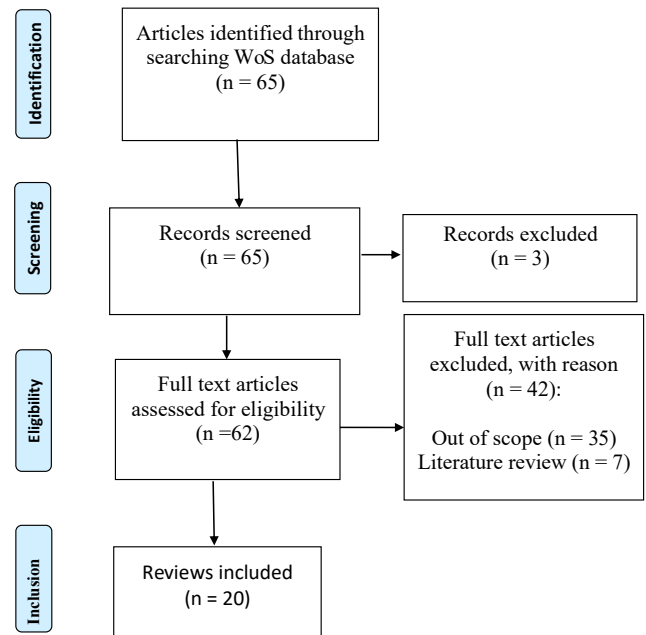 Identification
Articles identified through
searching WoS database
(n = 65)
Screening
Records screened
(n = 65)
Records excluded
(n = 3)
Eligibility
Full text articles
assessed for eligibility
(n =62)
Full text articles
excluded, with reason
(n = 42):
Out of scope (n = 35)
Literature review (n = 7)
Inclusion
Reviews included
(n = 20)